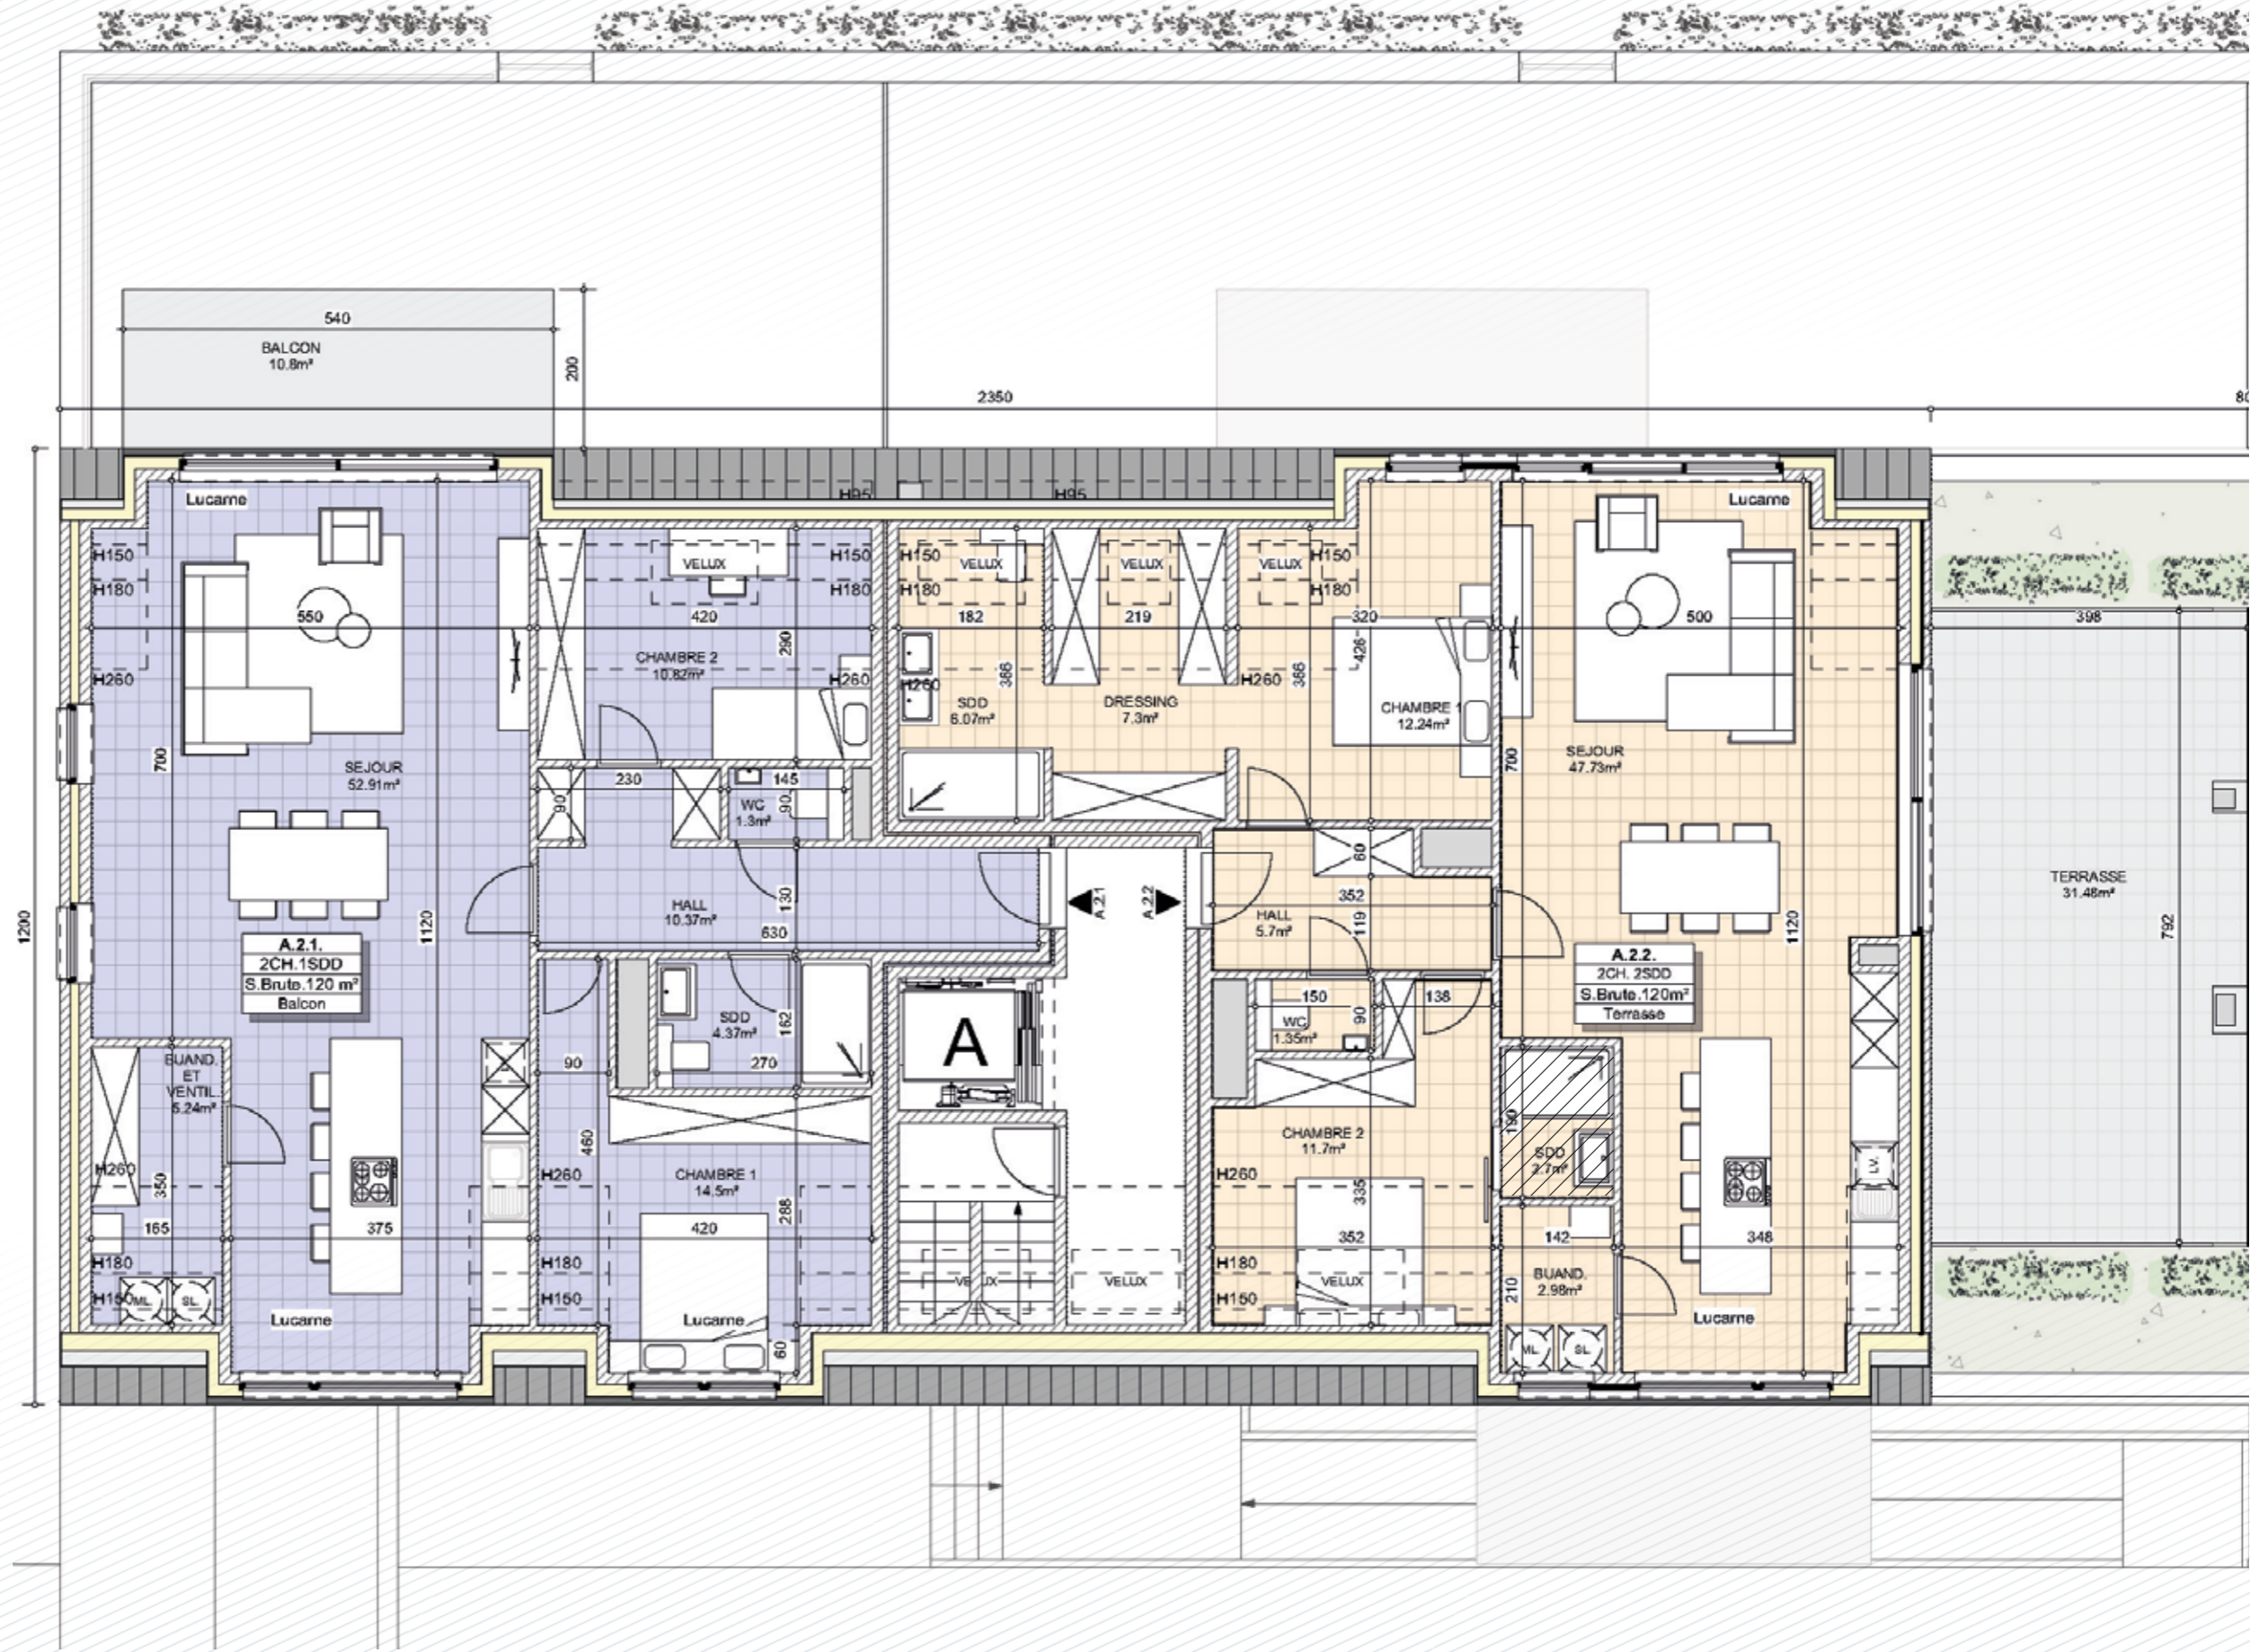 540
BALCON
10.8m²
200
2350
80
Lucarne
H95
H95
Lucarne
H150
VELUX
H150
H150
VELUX
VELUX
VELUX
H150
H180
H180
H180
H180
550
420
182
219
320
500
398
290
CHAMBRE 2
10.82m²
H260
H260
H260
366
SDD
6.07m²
DRESSING
7.3m²
H260
366
426
CHAMBRE 1
12.24m²
700
SEJOUR
52.91m²
700
SEJOUR
47.73m²
230
145
90
WC
1.3m²
90
60
TERRASSE
31.48m²
792
1200
1120
HALL
10.37m²
130
630
A.2.1
A.2.2
352
HALL
5.7m²
119
1120
A.2.1.
2CH.1SDD
S.Brute.120 m²
Balcon
A.2.2.
2CH. 2SDD
S.Brute.120m²
Terrasse
SDD
4.37m²
162
270
90
A
150
WC
1.35m²
90
138
BUAND.
ET
VENTIL.
5.24m²
H260
350
165
375
H180
H150
ML.
SL.
Lucarne
460
H260
CHAMBRE 1
14.5m²
288
420
H180
H150
Lucarne
60
VELUX
VELUX
CHAMBRE 2
11.7m²
H260
335
352
H180
VELUX
H150
190
SDD
2.7m²
142
348
LV.
BUAND.
2.98m²
210
ML.
SL.
Lucarne